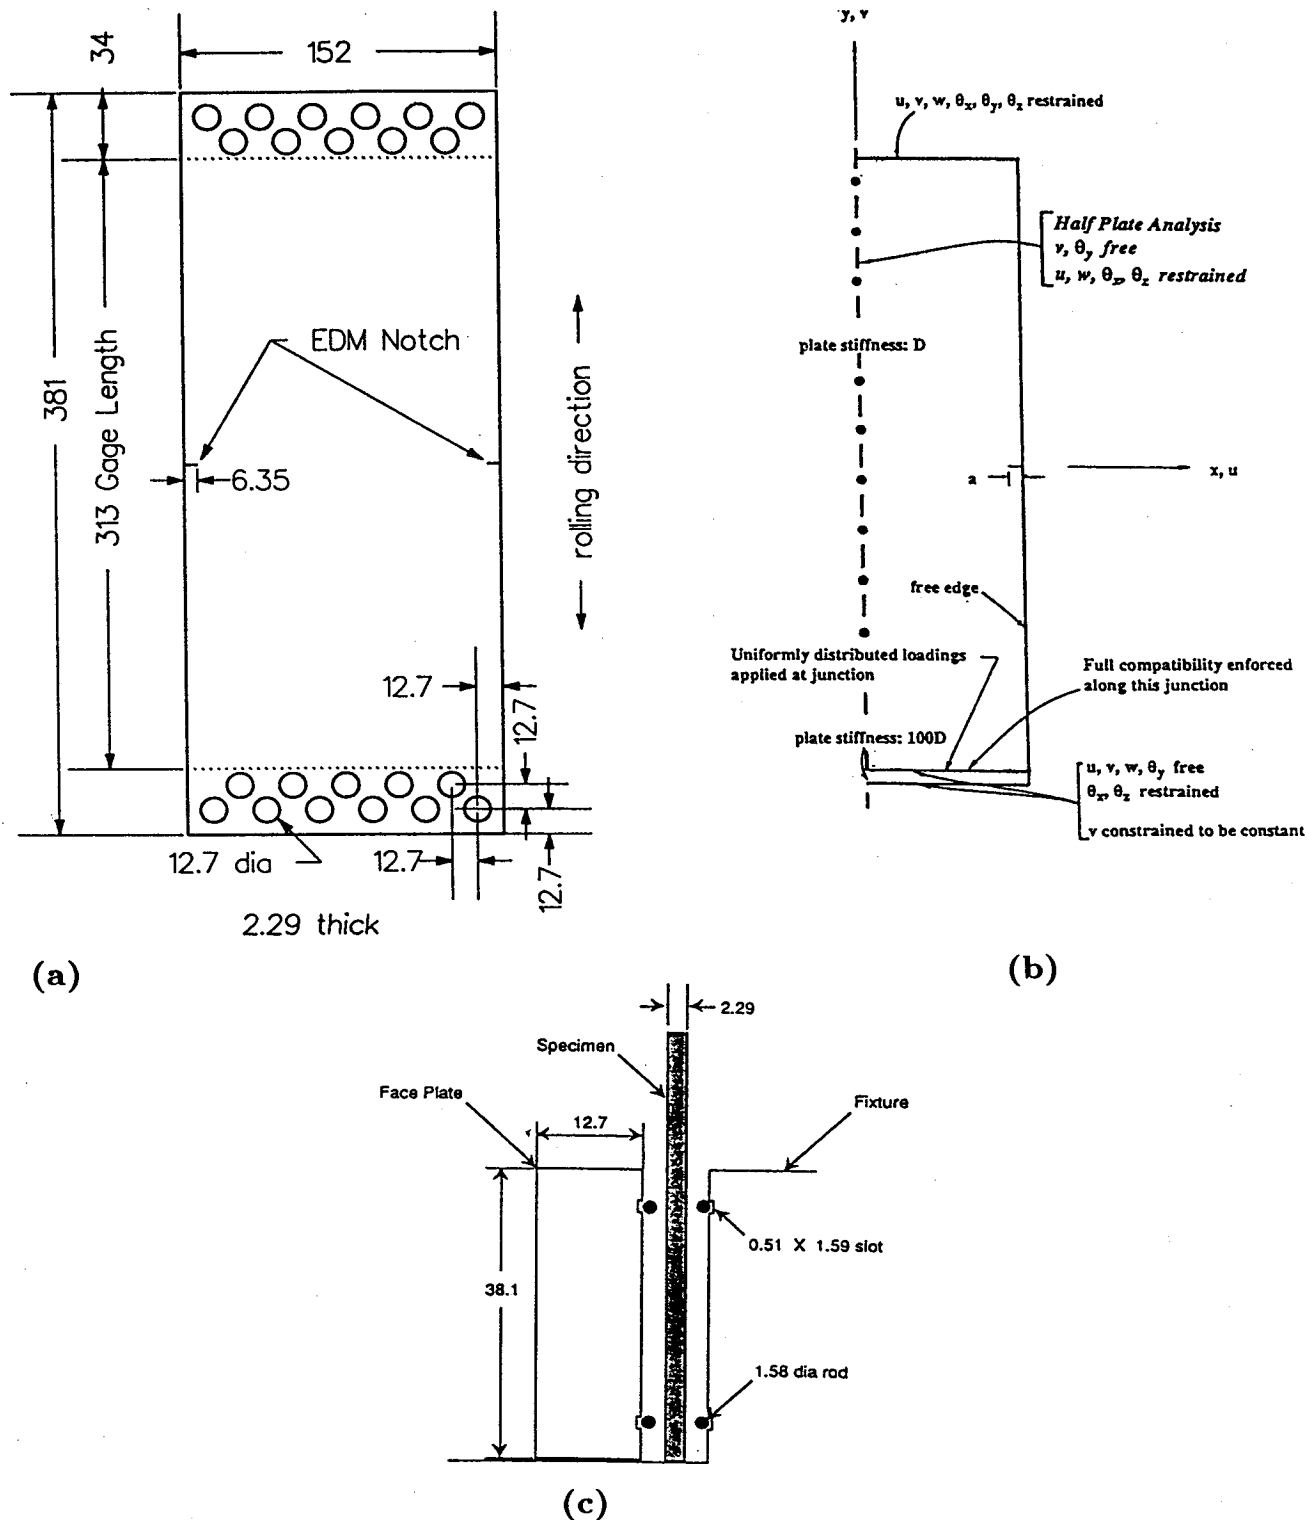 34
152
381
313 Gage Length
EDM Notch
6.35
rolling direction
12.7
12.7
12.7 dia
12.7
12.7
2.29 thick
(a)
y, v
u, v, w, θx, θy, θz restrained
Half Plate Analysis
v, θy free
u, w, θx, θz restrained
plate stiffness: D
x, u
a
free edge
Uniformly distributed loadings
applied at junction
Full compatibility enforced
along this junction
plate stiffness: 100D
u, v, w, θy free
θx, θz restrained
v constrained to be constant
(b)
2.29
Specimen
Face Plate
Fixture
12.7
0.51 X 1.59 slot
38.1
1.58 dia rod
(c)